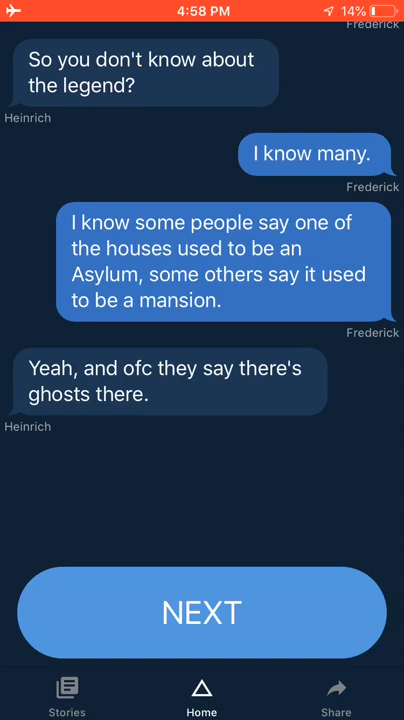 4:58 PM
14%
Frederick
So you don't know about
the legend?
Heinrich
I know many.
Frederick
I know some people say one of
the houses used to be an
Asylum, some others say it used
to be a mansion.
Frederick
Yeah, and ofc they say there's
ghosts there.
Heinrich
NEXT
Stories
Home
Share